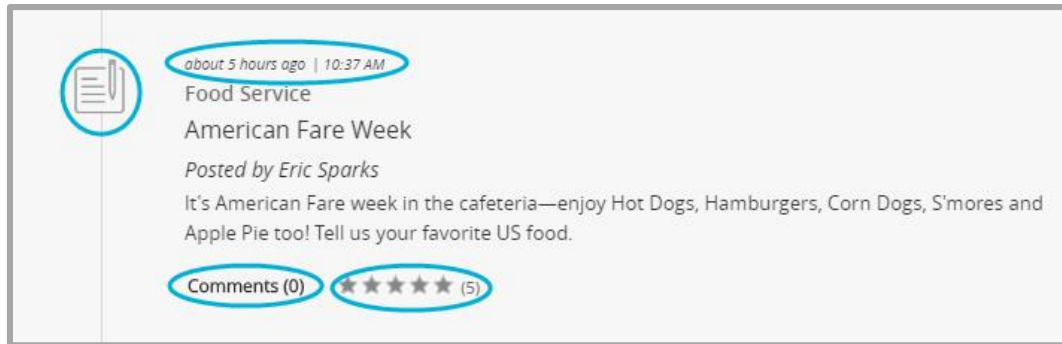 about 5 hours ago | 10:37 AM
Food Service
American Fare Week
Posted by Eric Sparks
It's American Fare week in the cafeteria—enjoy Hot Dogs, Hamburgers, Corn Dogs, S'mores and
Apple Pie too! Tell us your favorite US food.
Comments (0) ★★★★★ (5)